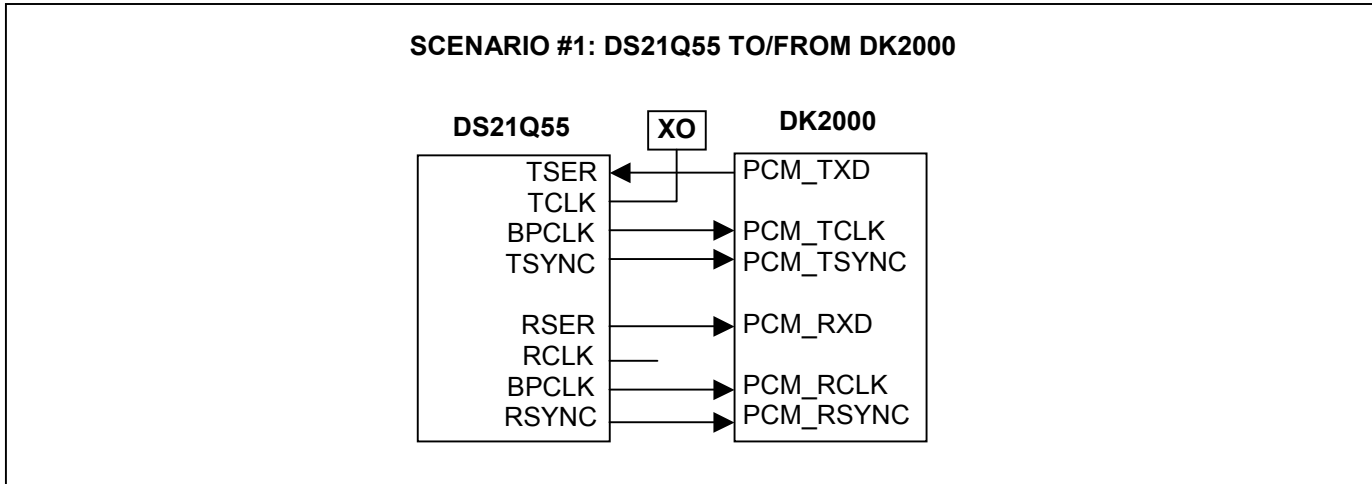 SCENARIO #1: DS21Q55 TO/FROM DK2000
DS21Q55
XO
DK2000
TSER
PCM_TXD
TCLK
BPCLK
PCM_TCLK
TSYNC
PCM_TSYNC
RSER
PCM_RXD
RCLK
BPCLK
PCM_RCLK
RSYNC
PCM_RSYNC